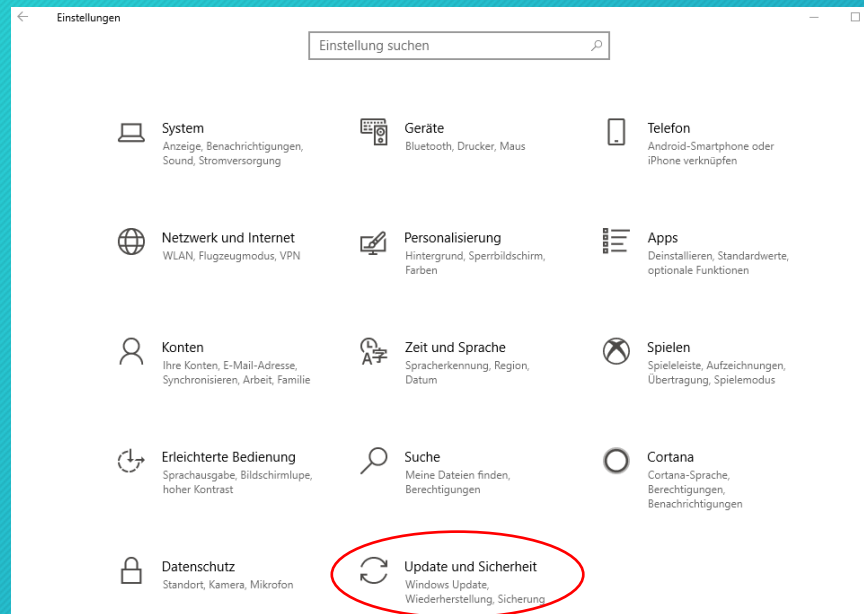 Einstellungen
Einstellung suchen
System
Anzeige, Benachrichtigungen,
Sound, Stromversorgung
Geräte
Bluetooth, Drucker, Maus
Telefon
Android-Smartphone oder
iPhone verknüpfen
Netzwerk und Internet
WLAN, Flugzeugmodus, VPN
Personalisierung
Hintergrund, Sperrbildschirm,
Farben
Apps
Deinstallieren, Standardwerte,
optionale Funktionen
Konten
Ihre Konten, E-Mail-Adresse,
Synchronisieren, Arbeit, Familie
Zeit und Sprache
Spracherkennung, Region,
Datum
Spielen
Spieleleiste, Aufzeichnungen,
Übertragung, Spielemodus
Erleichterte Bedienung
Sprachausgabe, Bildschirmlupe,
hoher Kontrast
Suche
Meine Dateien finden,
Berechtigungen
Cortana
Cortana-Sprache,
Berechtigungen,
Benachrichtigungen
Datenschutz
Standort, Kamera, Mikrofon
Update und Sicherheit
Windows Update,
Wiederherstellung, Sicherung